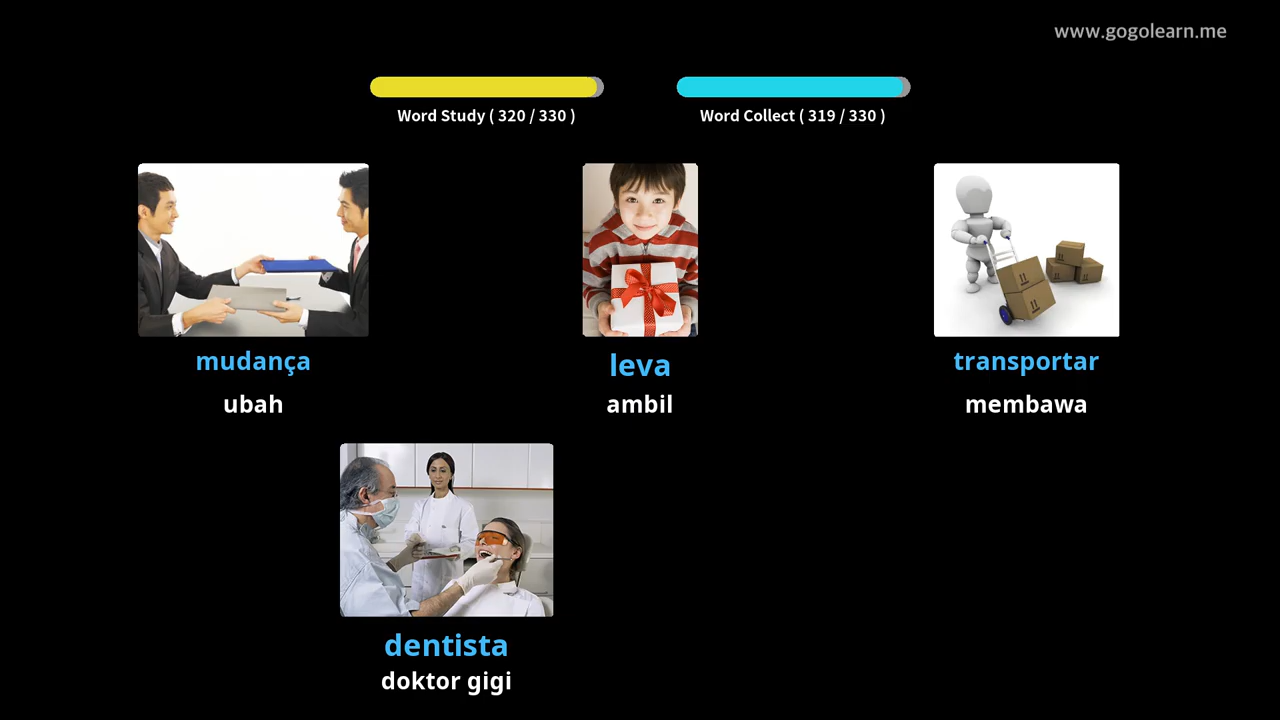 www.gogolearn.me
Word Study ( 320 / 330 )
Word Collect ( 319 / 330 )
mudança
leva
transportar
ubah
ambil
membawa
dentista
doktor gigi